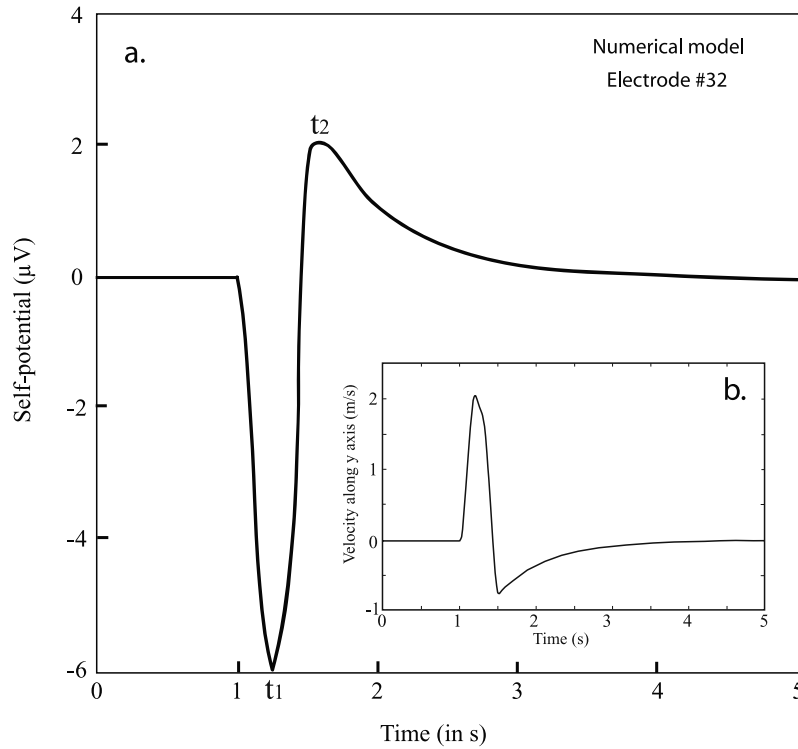 4
a.
Numerical model
Electrode #32
t2
2
0
-2
-4
-6
Self-potential (µV)
0
1
t1
2
3
4
5
Time (in s)
b.
2
1
0
-1
Velocity along y axis (m/s)
0
1
2
3
4
5
Time (s)